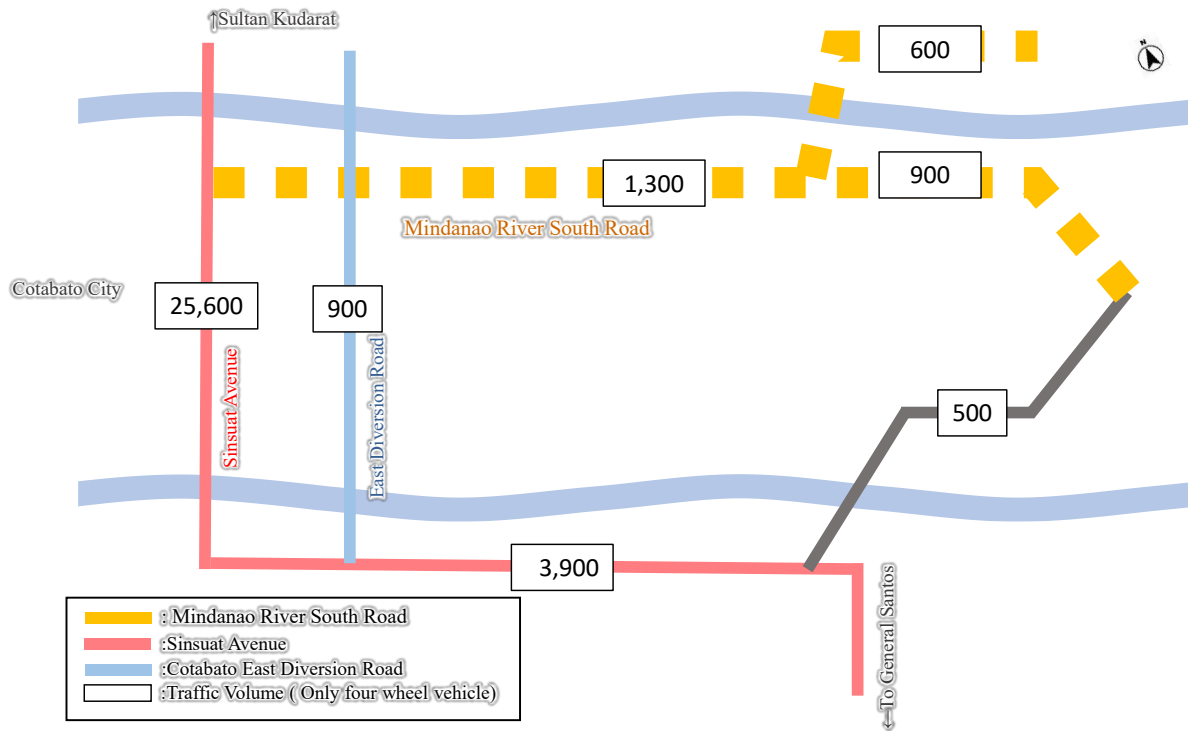 ↑Sultan Kudarat
600
N
1,300
900
Mindanao River South Road
Cotabato City
25,600
900
Sinsuat Avenue
East Diversion Road
500
3,900
←To General Santos
: Mindanao River South Road
:Sinsuat Avenue
:Cotabato East Diversion Road
:Traffic Volume ( Only four wheel vehicle)